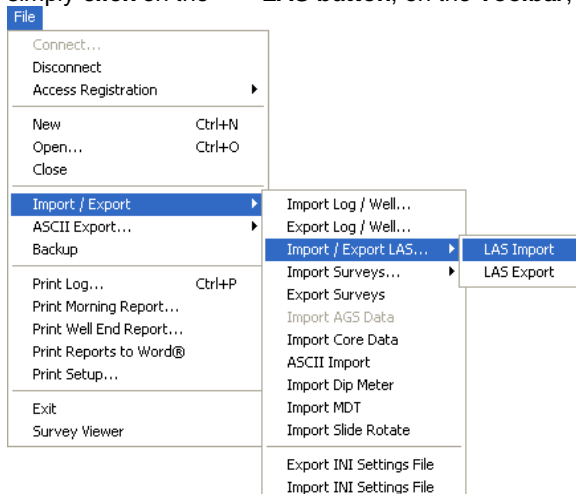 simply click on the LAS button, on the Toolbar,
File
Connect...
Disconnect
Access Registration
New Ctrl+N
Open... Ctrl+O
Close
Import / Export
ASCII Export...
Backup
Print Log... Ctrl+P
Print Morning Report...
Print Well End Report...
Print Reports to Word®
Print Setup...
Exit
Survey Viewer
Import Log / Well...
Export Log / Well...
Import / Export LAS...
Import Surveys...
Export Surveys
Import AGS Data
Import Core Data
ASCII Import
Import Dip Meter
Import MDT
Import Slide Rotate
Export INI Settings File
Import INI Settings File
LAS Import
LAS Export